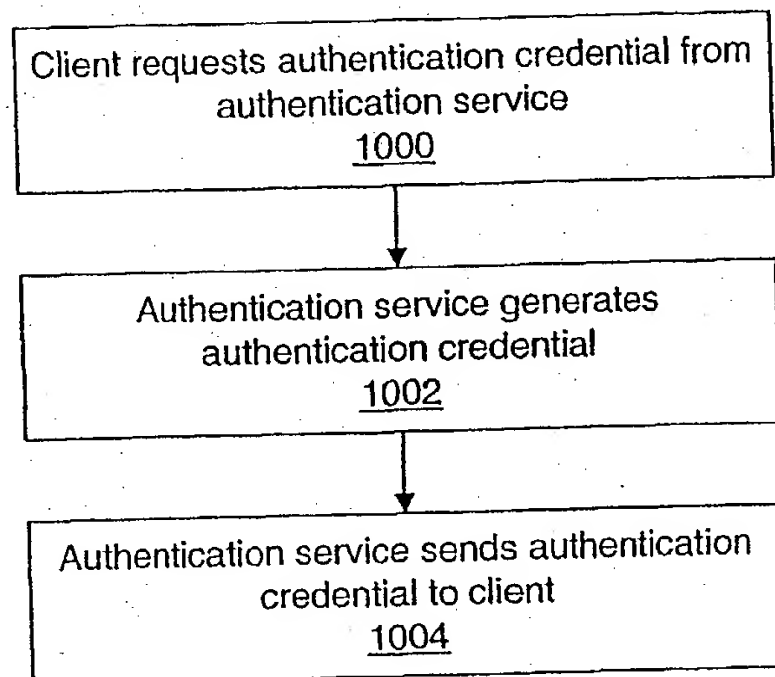 Client requests authentication credential from
authentication service
1000
Authentication service generates
authentication credential
1002
Authentication service sends authentication
credential to client
1004